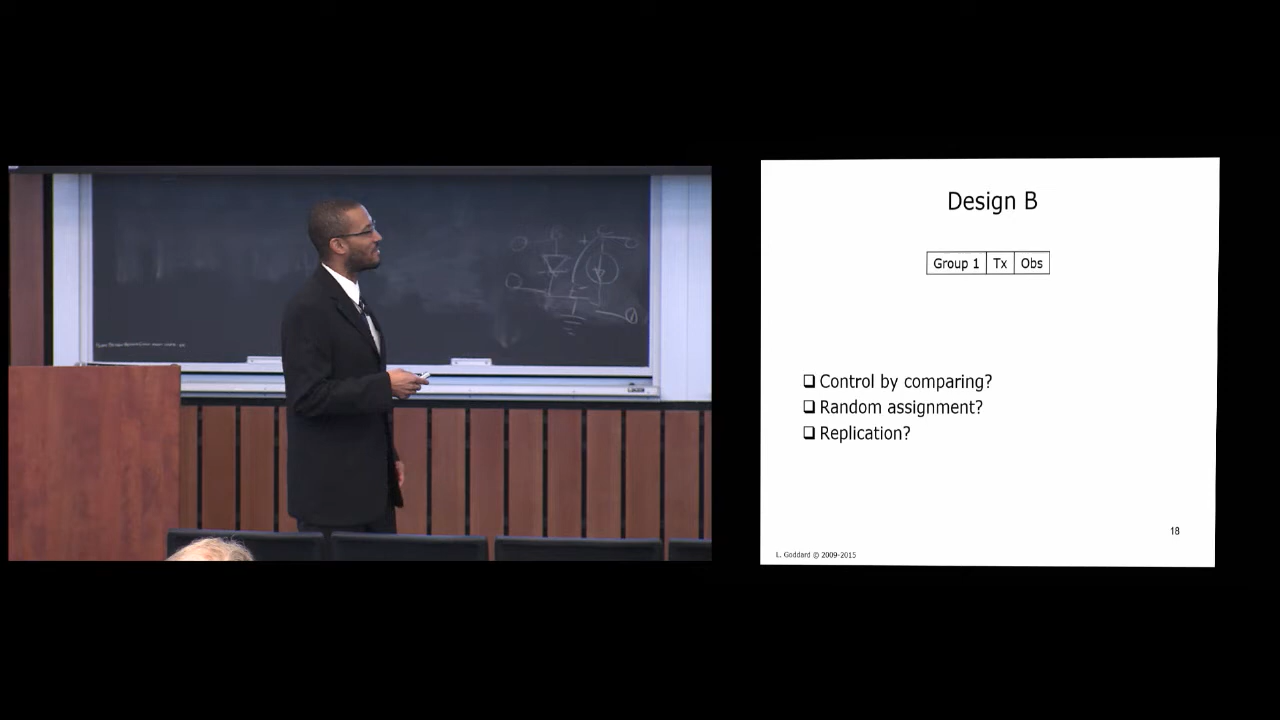 Design B
Group 1 Tx Obs
Control by comparing?
Random assignment?
Replication?
18
L. Goddard © 2009-2015